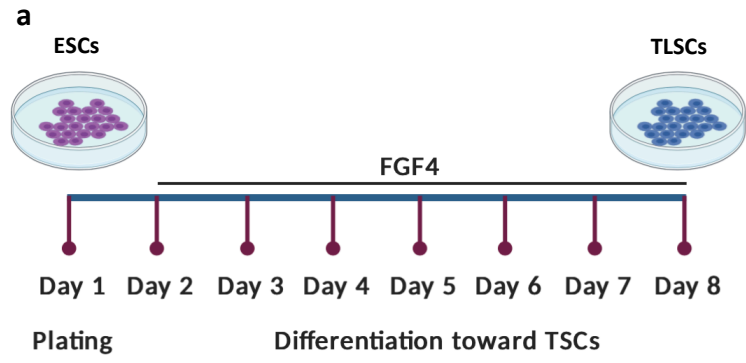 a
ESCs
TLSCs
FGF4
Day 1 Day 2 Day 3 Day 4 Day 5 Day 6 Day 7 Day 8
Plating Differentiation toward TSCs